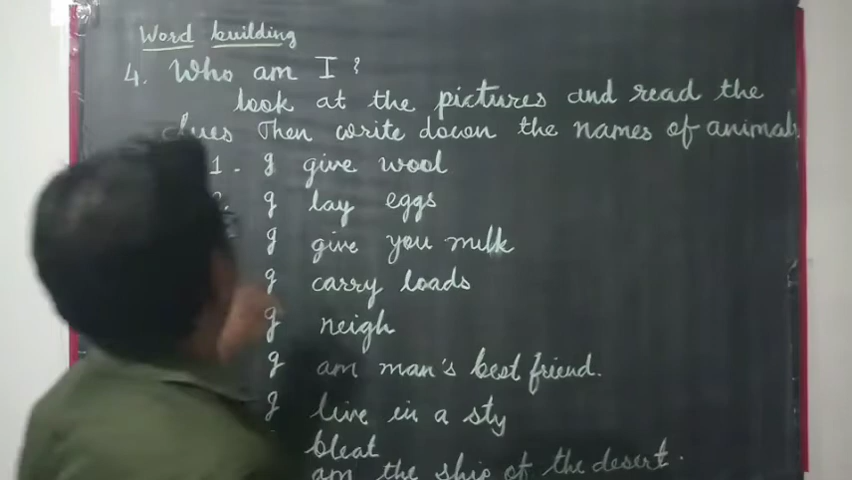 Word building
4. Who am I ?
look at the pictures and read the
clues Then write down the names of animals
1. I give wool
I lay eggs
I give you milk
I carry loads
I neigh
I am man's best friend.
I live in a sty
bleat
am the ship of the desert.